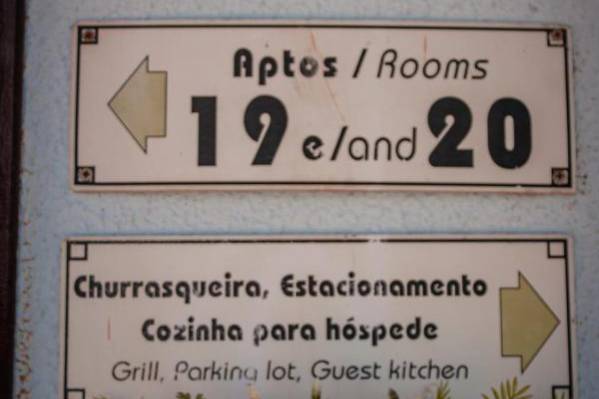 Aptos / Rooms
19 e/and 20
Churrasqueira, Estacionamento
Cozinha para hóspede
Grill, Parking lot, Guest kitchen